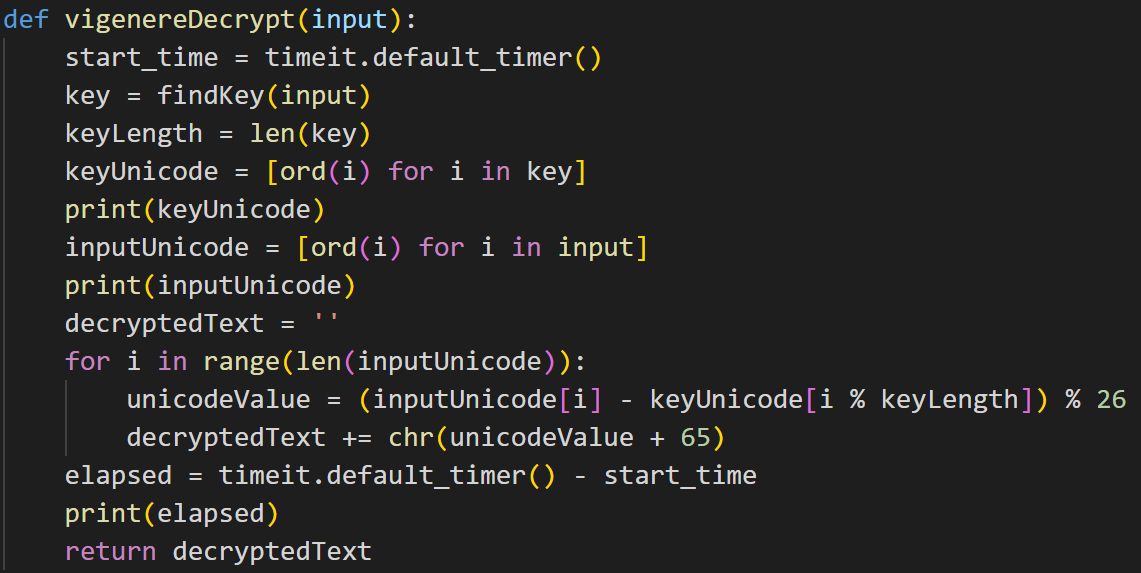 def vigenereDecrypt(input):
    start_time = timeit.default_timer()
    key = findKey(input)
    keyLength = len(key)
    keyUnicode = [ord(i) for i in key]
    print(keyUnicode)
    inputUnicode = [ord(i) for i in input]
    print(inputUnicode)
    decryptedText = ''
    for i in range(len(inputUnicode)):
        unicodeValue = (inputUnicode[i] - keyUnicode[i % keyLength]) % 26
        decryptedText += chr(unicodeValue + 65)
    elapsed = timeit.default_timer() - start_time
    print(elapsed)
    return decryptedText